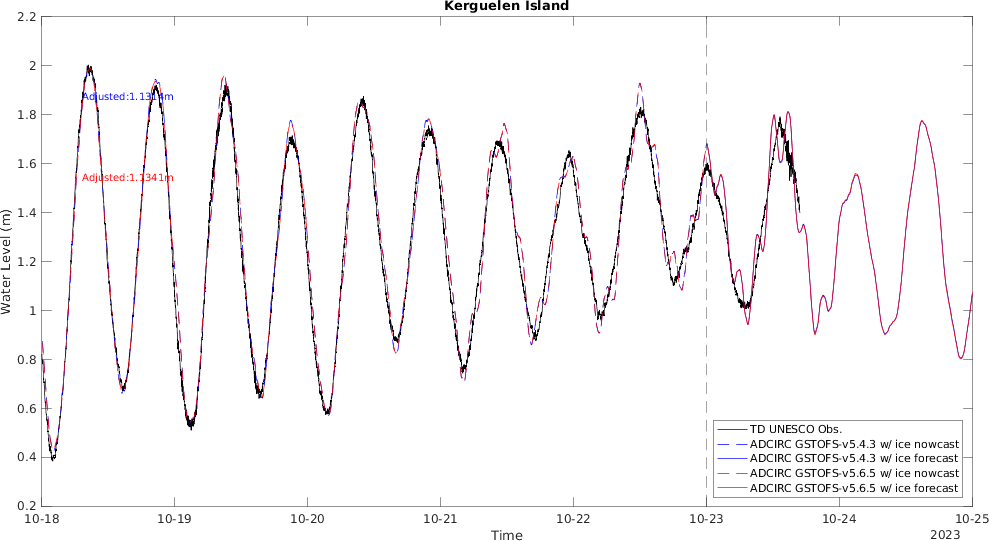 Kerguelen Island
2.2
2
1.8
1.6
1.4
1.2
1
0.8
0.6
0.4
0.2
Water Level (m)
Adjusted:1.1314m
Adjusted:1.1341m
TD UNESCO Obs.
ADCIRC GSTOFS-v5.4.3 w/ ice nowcast
ADCIRC GSTOFS-v5.4.3 w/ ice forecast
ADCIRC GSTOFS-v5.6.5 w/ ice nowcast
ADCIRC GSTOFS-v5.6.5 w/ ice forecast
10-18 10-19 10-20 10-21 10-22 10-23 10-24 10-25
Time
2023